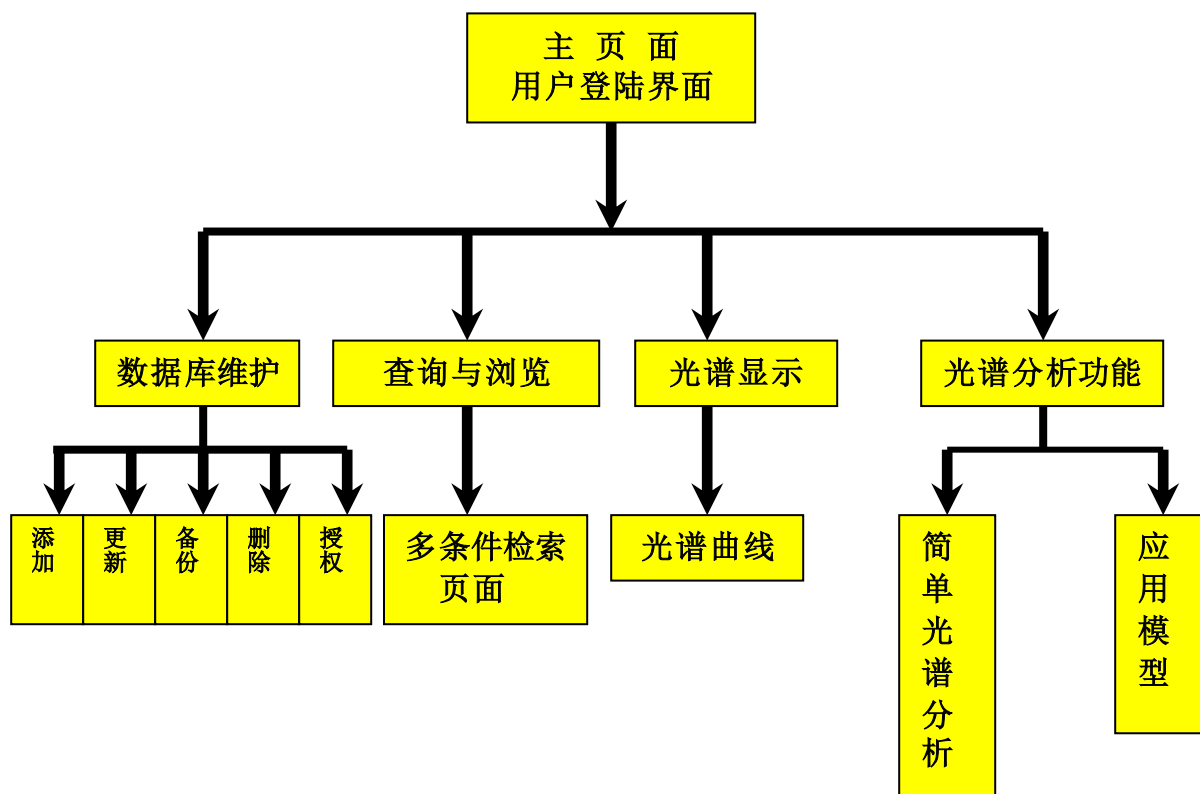 主 页 面
用户登陆界面
数据库维护
查询与浏览
光谱显示
光谱分析功能
添加
更新
备份
删除
授权
多条件检索
页面
光谱曲线
简单光谱分析
应用模型